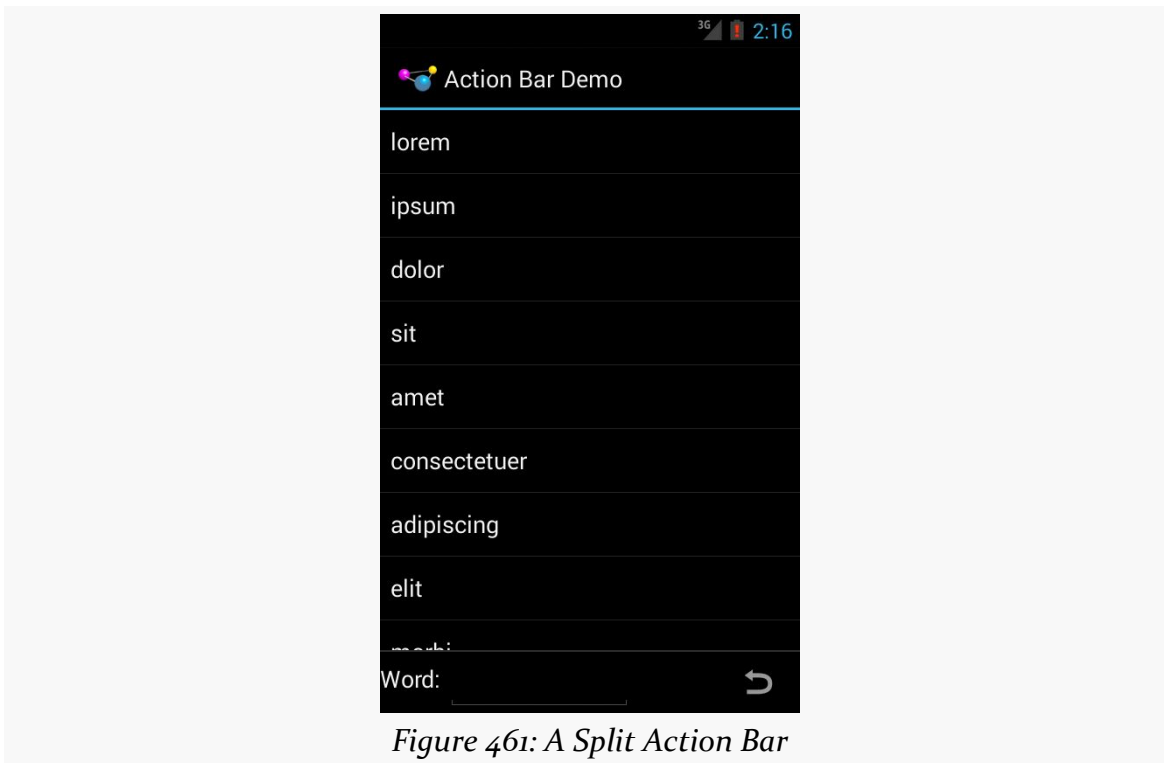 3G 2:16
Action Bar Demo
lorem
ipsum
dolor
sit
amet
consectetuer
adipiscing
elit
morbi
Word:
Figure 461: A Split Action Bar